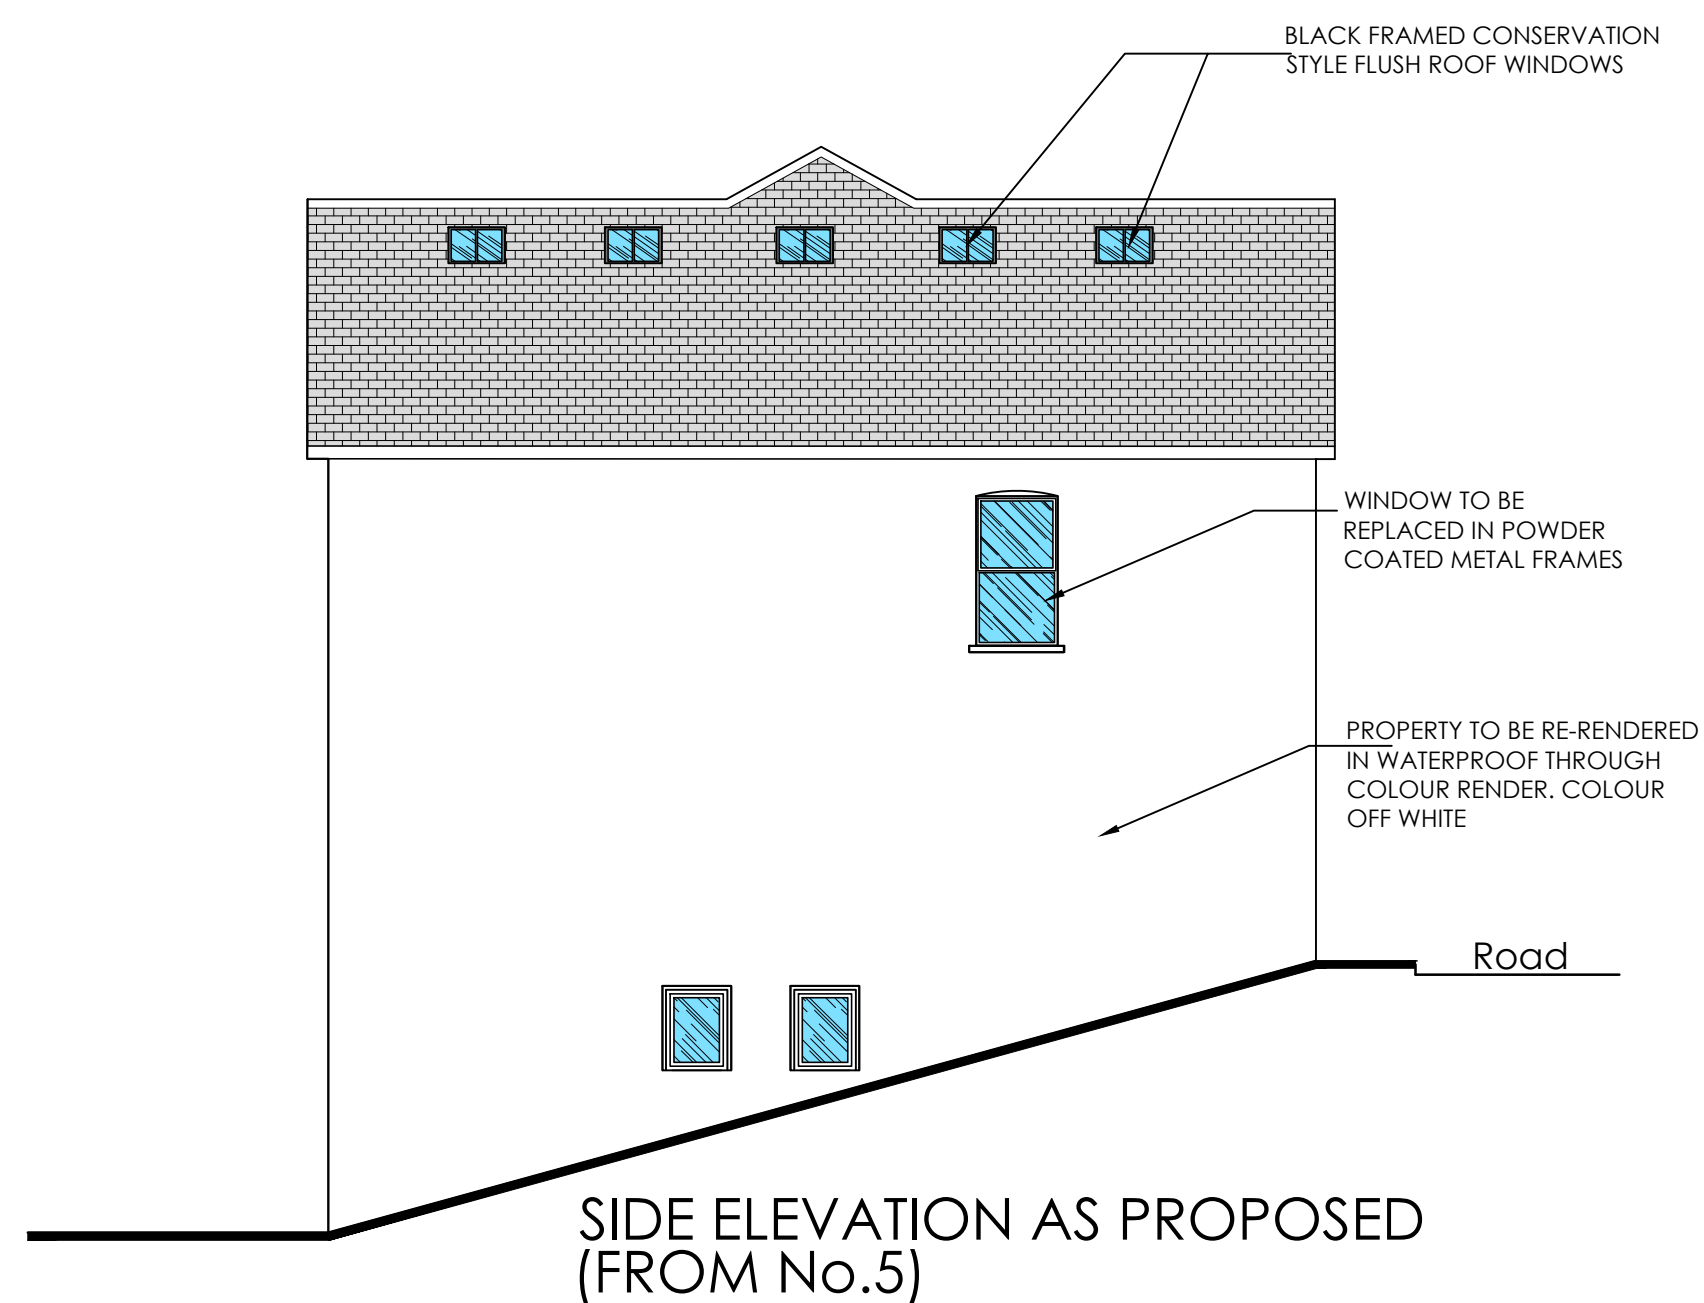 BLACK FRAMED CONSERVATION
STYLE FLUSH ROOF WINDOWS
WINDOW TO BE
REPLACED IN POWDER
COATED METAL FRAMES
PROPERTY TO BE RE-RENDERED
IN WATERPROOF THROUGH
COLOUR RENDER. COLOUR
OFF WHITE
Road
SIDE ELEVATION AS PROPOSED
(FROM No.5)